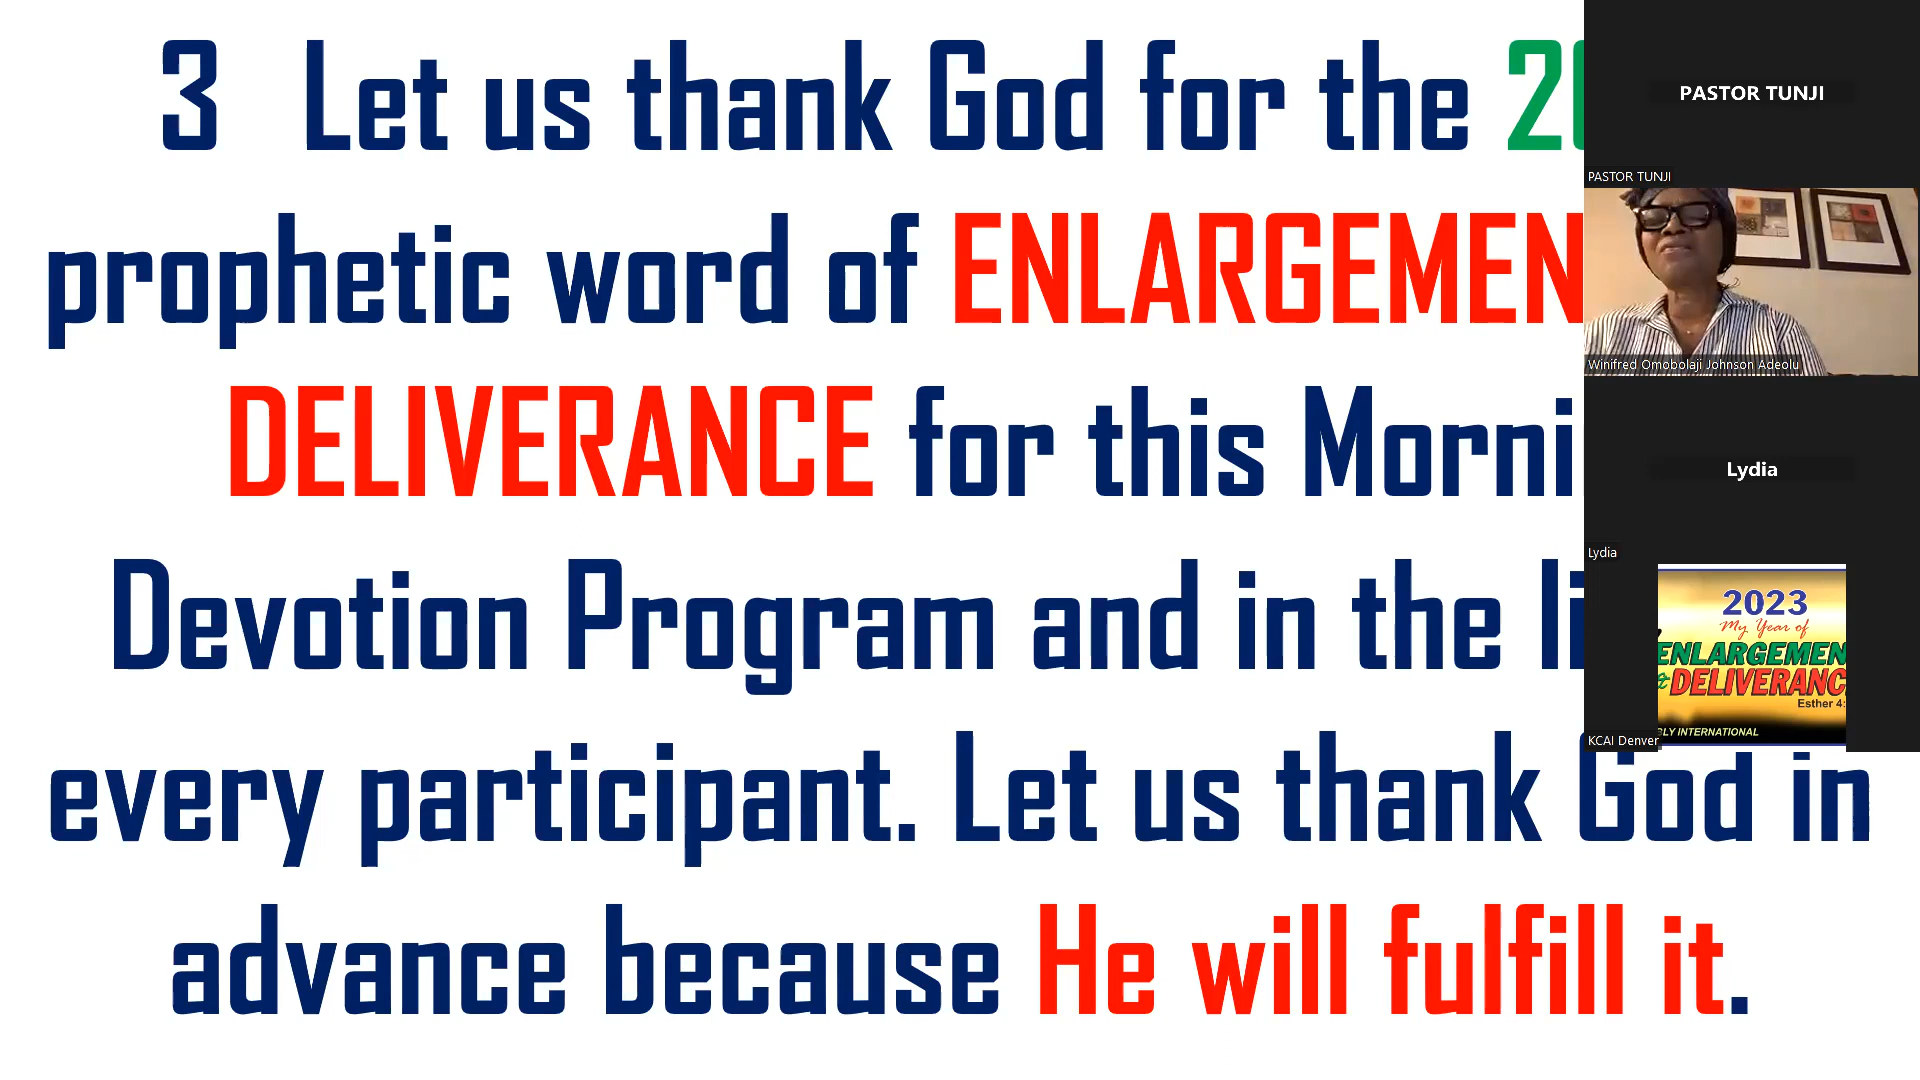 3 Let us thank God for the 20
prophetic word of ENLARGEMEN
DELIVERANCE for this Morni
Devotion Program and in the li
every participant. Let us thank God in
advance because He will fulfill it.
PASTOR TUNJI
PASTOR TUNJI
Winifred Omobolaji Johnson Adeolu
Lydia
Lydia
2023
My Year of
ENLARGEMEN
& DELIVERANC
Esther 4:
BLY INTERNATIONAL
KCAI Denver